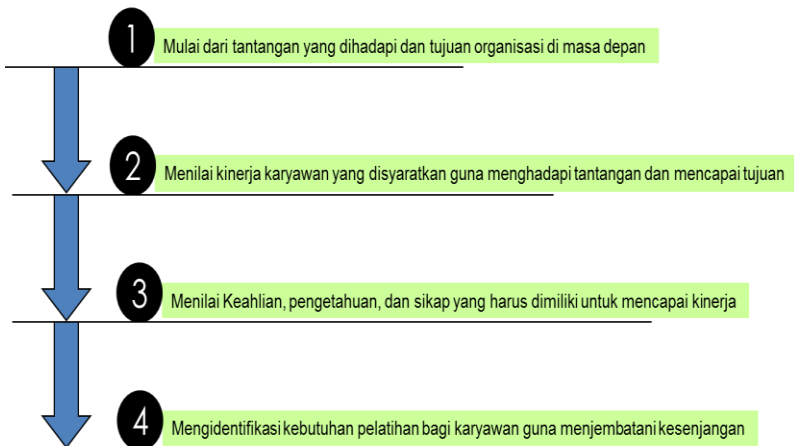 1 Mulai dari tantangan yang dihadapi dan tujuan organisasi di masa depan
2 Menilai kinerja karyawan yang disyaratkan guna menghadapi tantangan dan mencapai tujuan
3 Menilai Keahlian, pengetahuan, dan sikap yang harus dimiliki untuk mencapai kinerja
4 Mengidentifikasi kebutuhan pelatihan bagi karyawan guna menjembatani kesenjangan